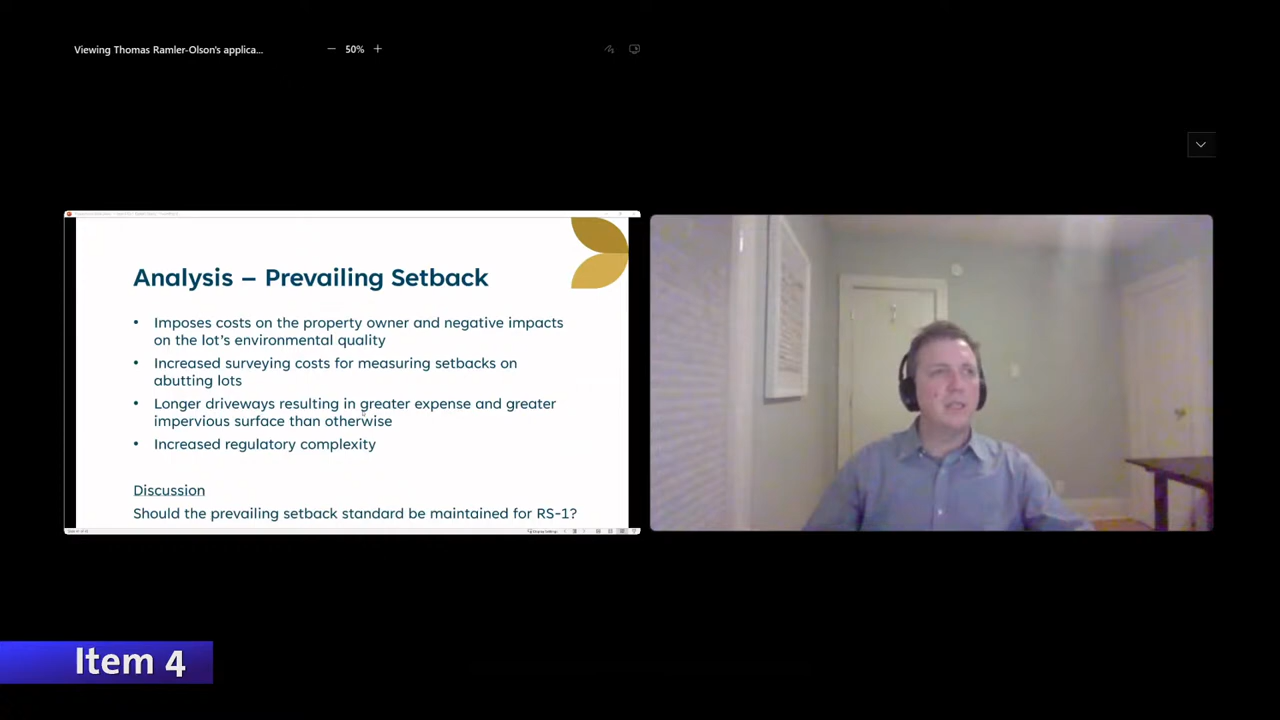 Viewing Thomas Ramler-Olson's applica...
50%
Analysis – Prevailing Setback
• Imposes costs on the property owner and negative impacts
on the lot's environmental quality
• Increased surveying costs for measuring setbacks on
abutting lots
• Longer driveways resulting in greater expense and greater
impervious surface than otherwise
• Increased regulatory complexity
Discussion
Should the prevailing setback standard be maintained for RS-1?
Item 4